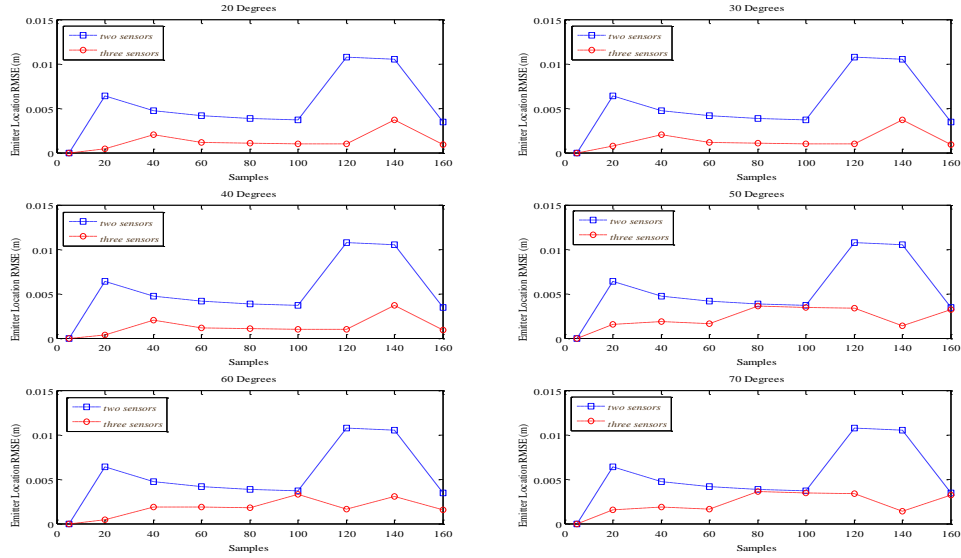 20 Degrees
0.015
0.01
0.005
0
Emitter Location RMSE (m)
two sensors
three sensors
0 20 40 60 80 100 120 140 160
Samples
30 Degrees
0.015
0.01
0.005
0
Emitter Location RMSE (m)
two sensors
three sensors
0 20 40 60 80 100 120 140 160
Samples
40 Degrees
0.015
0.01
0.005
0
Emitter Location RMSE (m)
two sensors
three sensors
0 20 40 60 80 100 120 140 160
Samples
50 Degrees
0.015
0.01
0.005
0
Emitter Location RMSE (m)
two sensors
three sensors
0 20 40 60 80 100 120 140 160
Samples
60 Degrees
0.015
0.01
0.005
0
Emitter Location RMSE (m)
two sensors
three sensors
0 20 40 60 80 100 120 140 160
Samples
70 Degrees
0.015
0.01
0.005
0
Emitter Location RMSE (m)
two sensors
three sensors
0 20 40 60 80 100 120 140 160
Samples